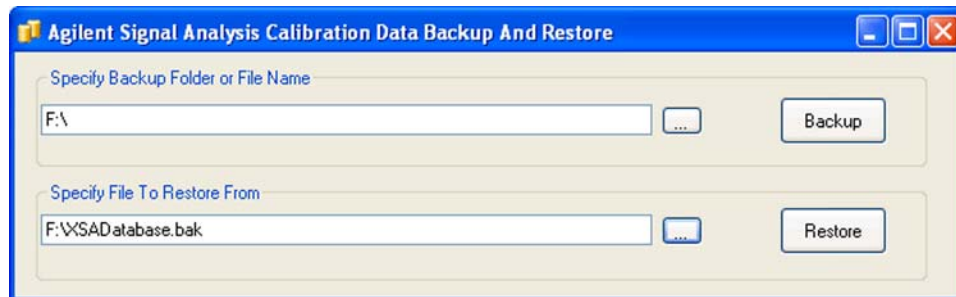 Agilent Signal Analysis Calibration Data Backup And Restore
Specify Backup Folder or File Name
F:\
...
Backup
Specify File To Restore From
F:\XSADatabase.bak
...
Restore